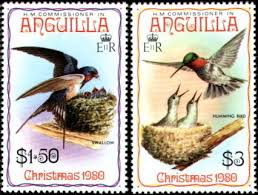 H.M. COMMISSIONER IN
ANGUILLA
EIIR
SWALLOW
$1·50
Christmas 1980
H.M. COMMISSIONER IN
ANGUILLA
EIIR
HUMMING BIRD
$3
Christmas 1980